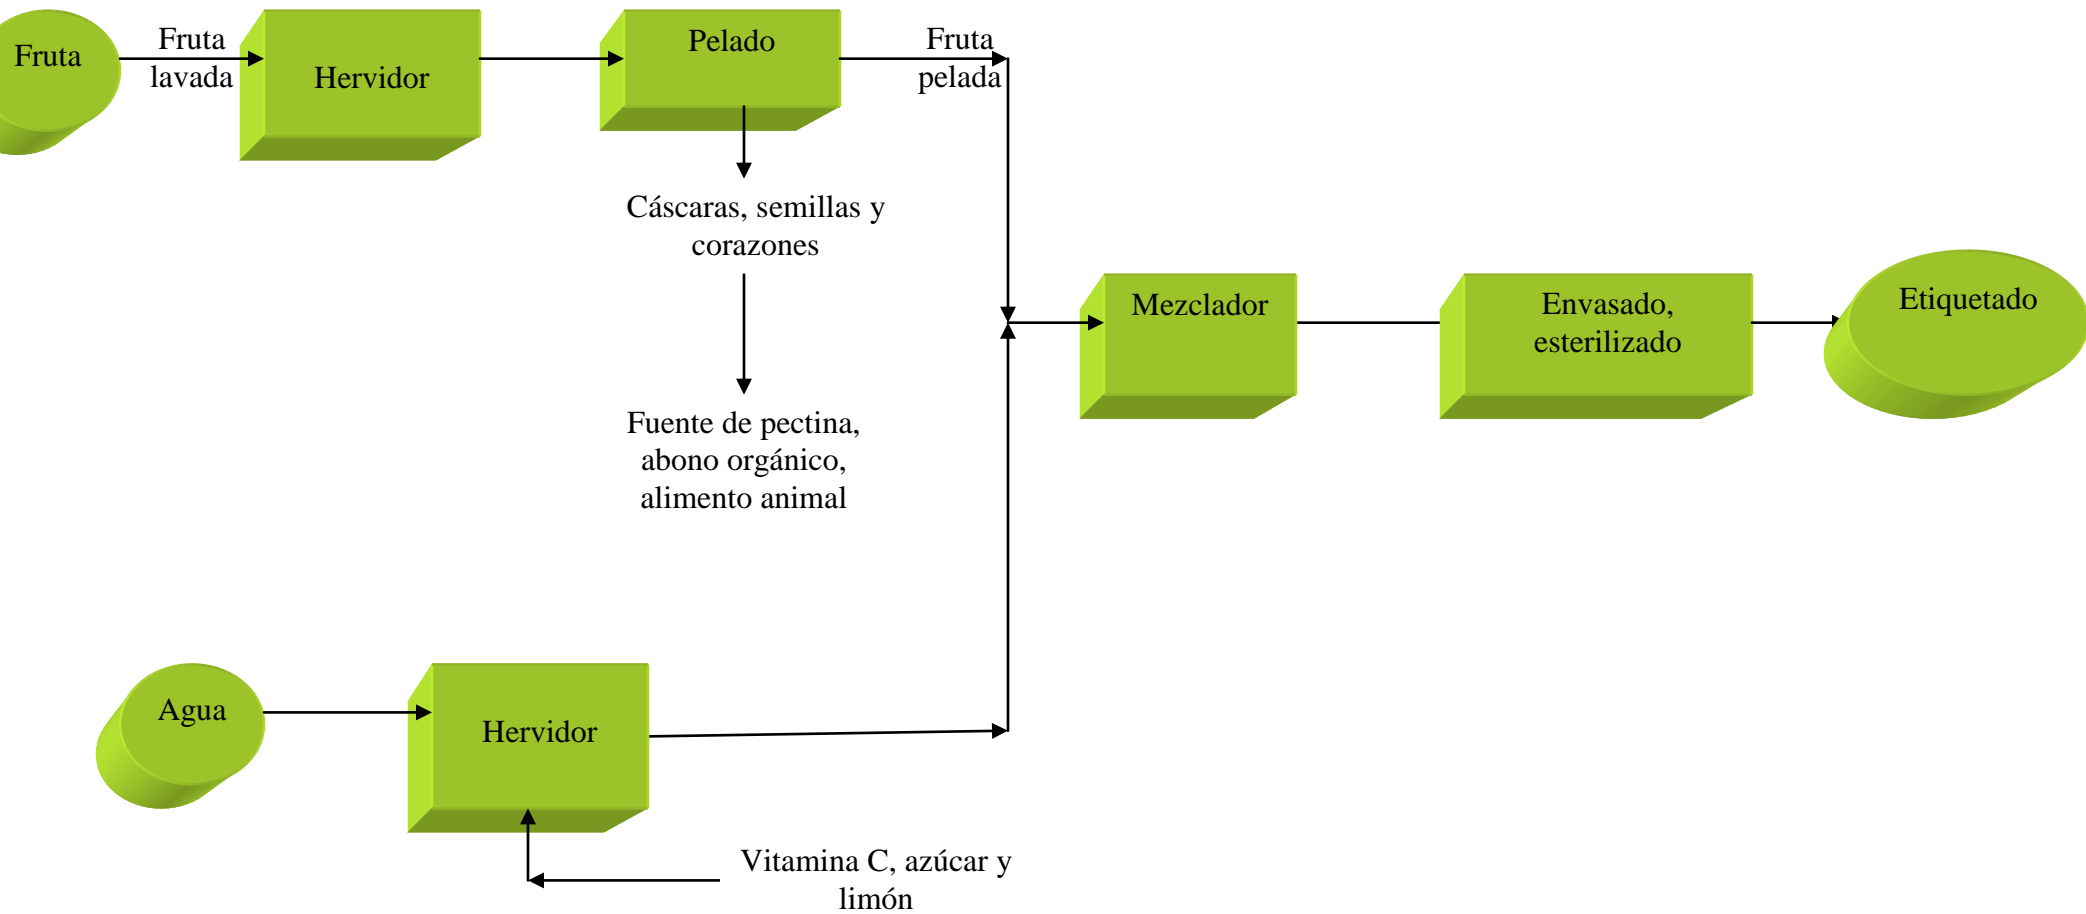 Fruta
Fruta
lavada
Hervidor
Pelado
Fruta
pelada
Cáscaras, semillas y
corazones
Fuente de pectina,
abono orgánico,
alimento animal
Mezclador
Envasado,
esterilizado
Etiquetado
Agua
Hervidor
Vitamina C, azúcar y
limón